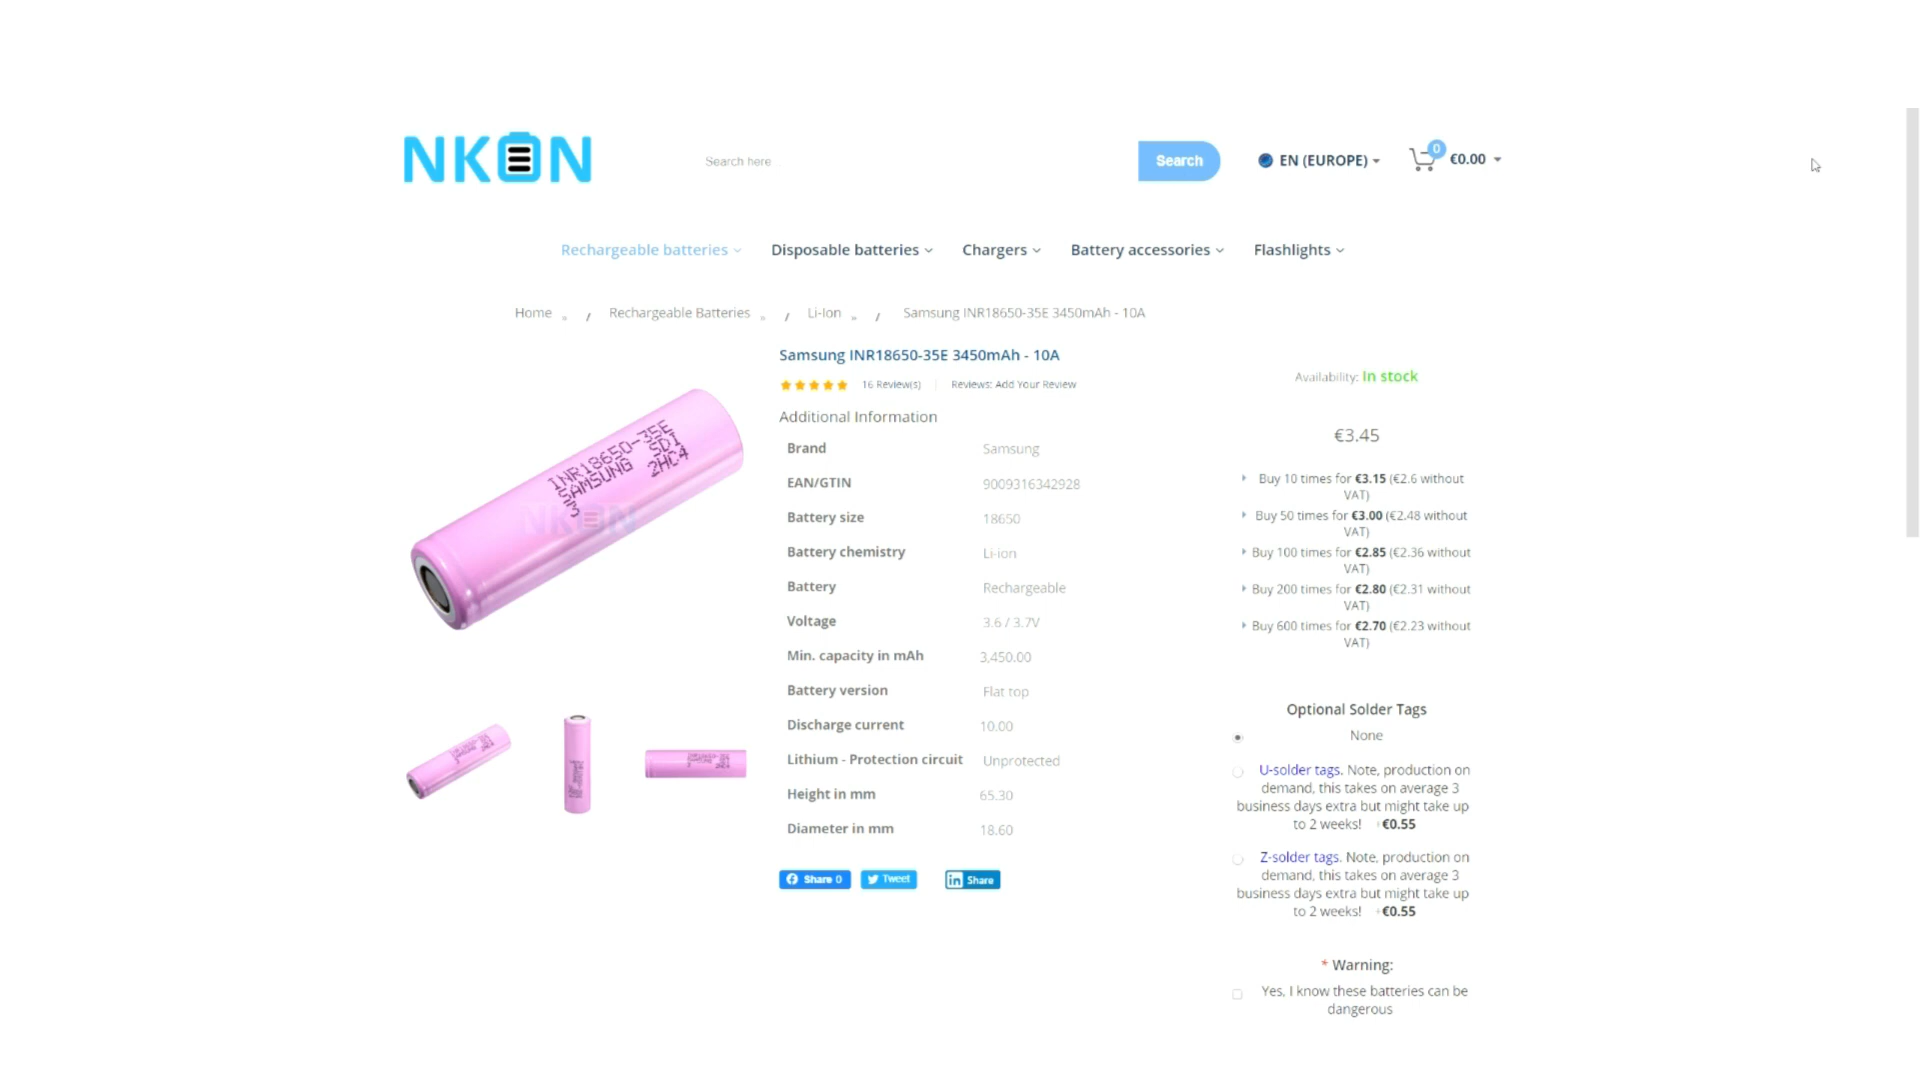 NKON
Search here...
Search
EN (EUROPE)
0
€0.00
Rechargeable batteries
Disposable batteries
Chargers
Battery accessories
Flashlights
Home » / Rechargeable Batteries » / Li-Ion » / Samsung INR18650-35E 3450mAh - 10A
Samsung INR18650-35E 3450mAh - 10A
16 Review(s)
Reviews: Add Your Review
Additional Information
Brand Samsung
EAN/GTIN 9009316342928
Battery size 18650
Battery chemistry Li-ion
Battery Rechargeable
Voltage 3.6 / 3.7V
Min. capacity in mAh 3,450.00
Battery version Flat top
Discharge current 10.00
Lithium - Protection circuit Unprotected
Height in mm 65.30
Diameter in mm 18.60
Share 0
Tweet
in Share
INR18650-35E
SAMSUNG SDI
2HC4
NKON
Availability: In stock
€3.45
Buy 10 times for €3.15 (€2.6 without
VAT)
Buy 50 times for €3.00 (€2.48 without
VAT)
Buy 100 times for €2.85 (€2.36 without
VAT)
Buy 200 times for €2.80 (€2.31 without
VAT)
Buy 600 times for €2.70 (€2.23 without
VAT)
Optional Solder Tags
None
U-solder tags. Note, production on
demand, this takes on average 3
business days extra but might take up
to 2 weeks! +€0.55
Z-solder tags. Note, production on
demand, this takes on average 3
business days extra but might take up
to 2 weeks! +€0.55
* Warning:
Yes, I know these batteries can be
dangerous